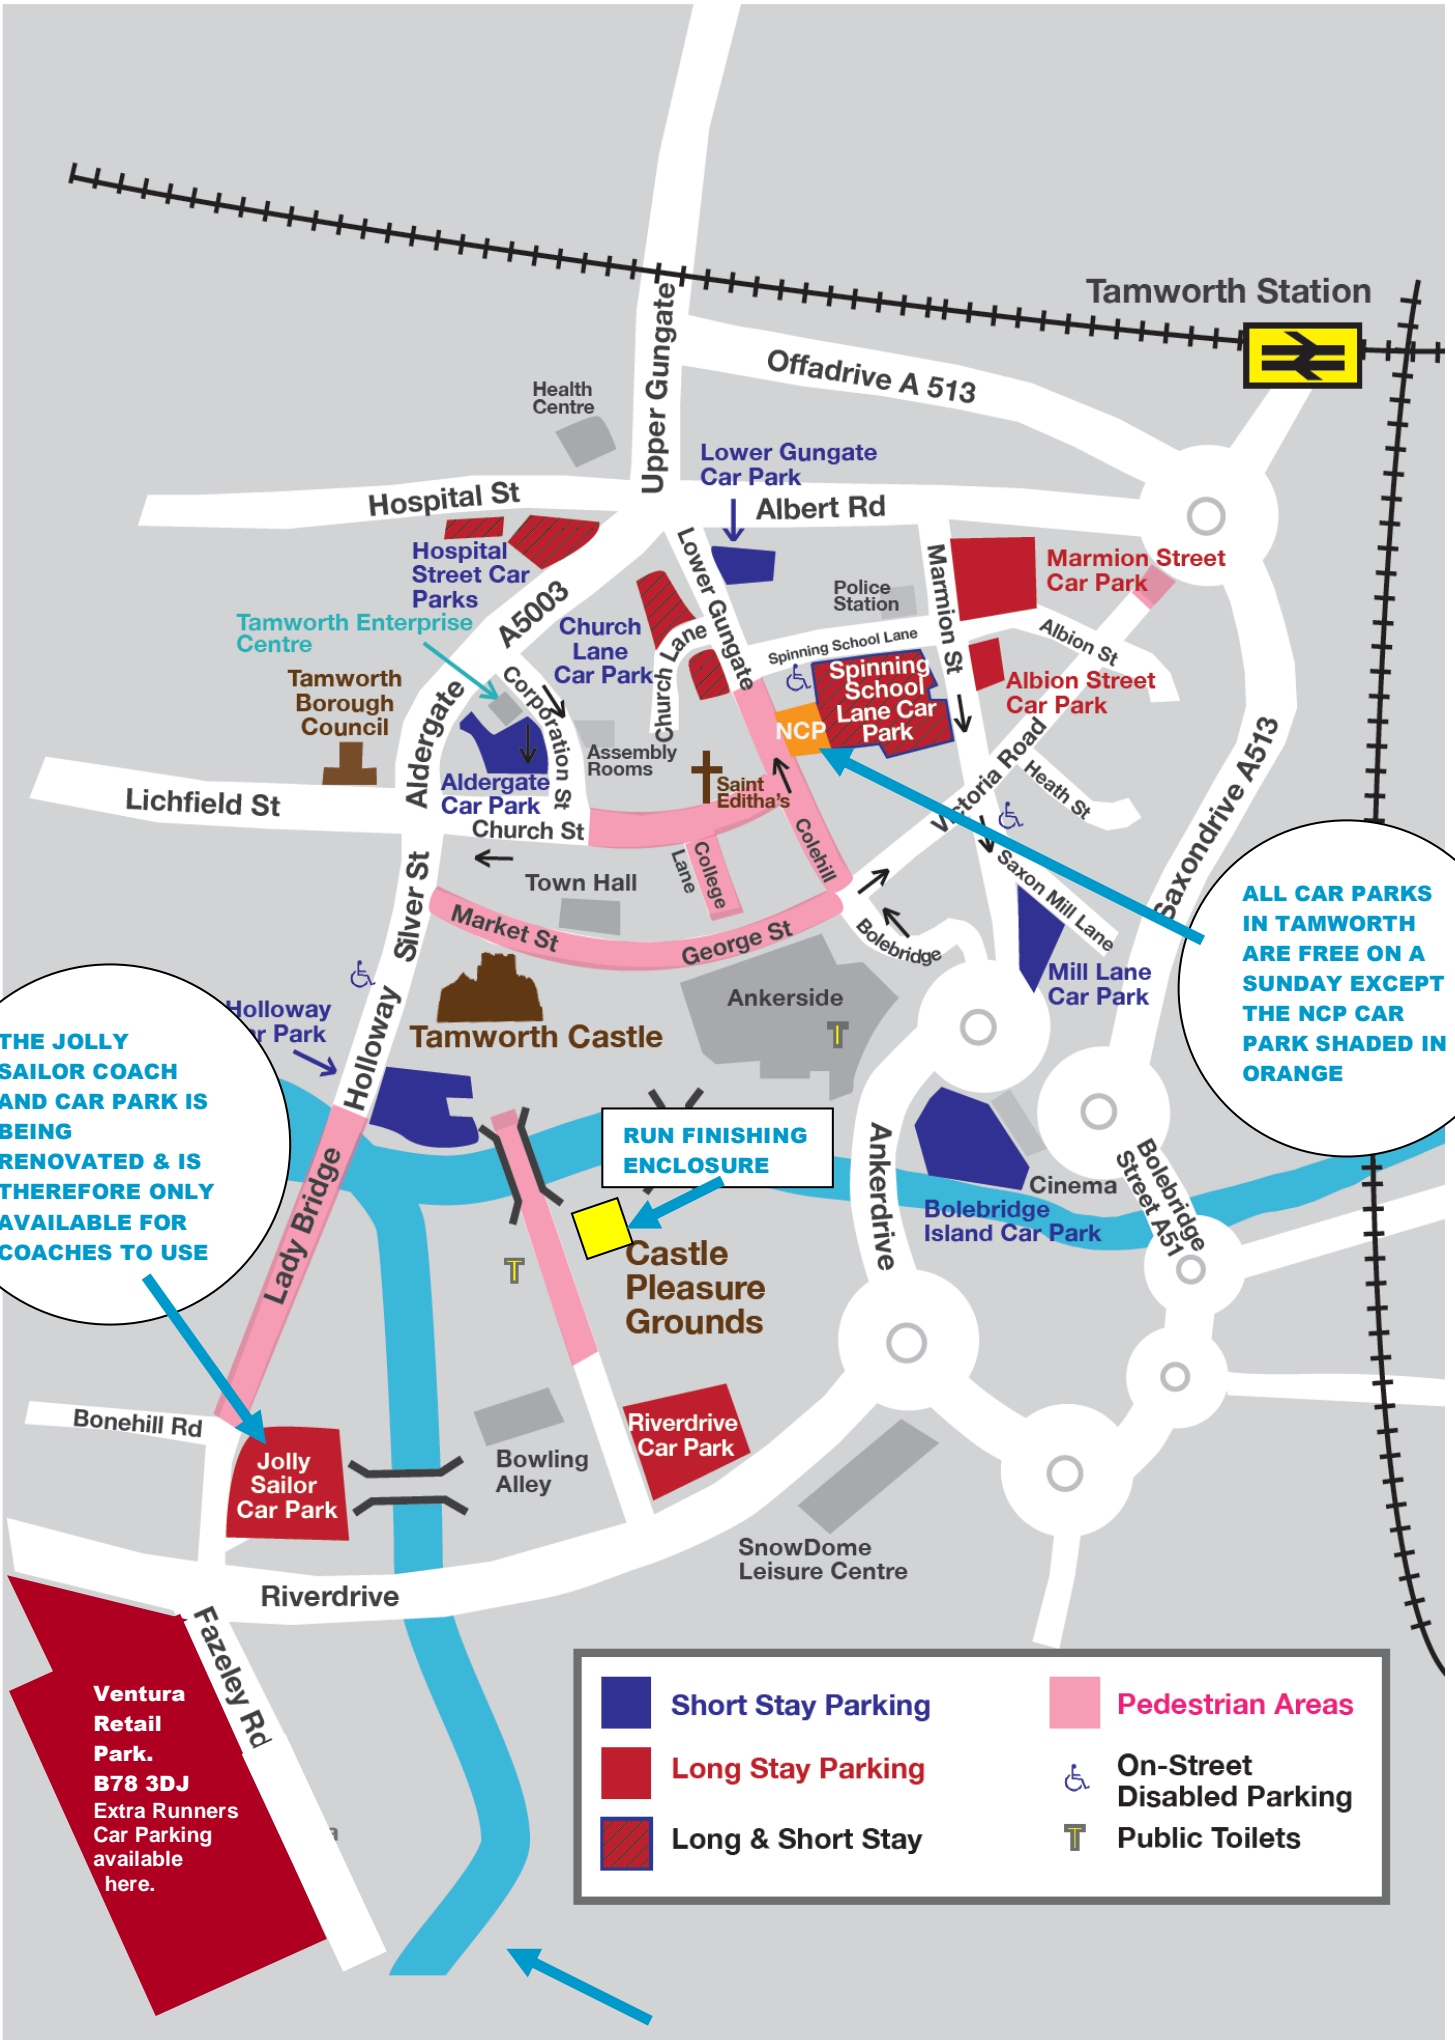 Tamworth Station
Upper Gungate
Offadrive A 513
Health
Centre
Lower Gungate
Car Park
Hospital St
Albert Rd
Hospital
Street Car
Parks
A5003
Lower Gungate
Marmion St
Marmion Street
Car Park
Police
Station
Tamworth Enterprise
Centre
Church
Lane
Car Park
Church Lane
Spinning School Lane
Albion St
Tamworth
Borough
Council
Corporation St
Spinning
School
Lane Car
Park
Albion Street
Car Park
NCP
Aldergate
Assembly
Rooms
Saint
Editha's
Victoria Road
Heath St
Saxondrive A513
Aldergate
Car Park
Lichfield St
Church St
Colehill
College
Lane
Silver St
Town Hall
Market St
George St
Bolebridge
Saxon Mill Lane
ALL CAR PARKS
IN TAMWORTH
ARE FREE ON A
SUNDAY EXCEPT
THE NCP CAR
PARK SHADED IN
ORANGE
Mill Lane
Car Park
Ankerside
Tamworth Castle
Holloway
r Park
Holloway
THE JOLLY
SAILOR COACH
AND CAR PARK IS
BEING
RENOVATED & IS
THEREFORE ONLY
AVAILABLE FOR
COACHES TO USE
RUN FINISHING
ENCLOSURE
Lady Bridge
Ankerdrive
Cinema
Bolebridge
Street A51
Bolebridge
Island Car Park
Castle
Pleasure
Grounds
Bonehill Rd
Jolly
Sailor
Car Park
Bowling
Alley
Riverdrive
Car Park
SnowDome
Leisure Centre
Riverdrive
Fazeley Rd
Ventura
Retail
Park.
B78 3DJ
Extra Runners
Car Parking
available
here.
a
Short Stay Parking
Long Stay Parking
Long & Short Stay
Pedestrian Areas
On-Street
Disabled Parking
Public Toilets